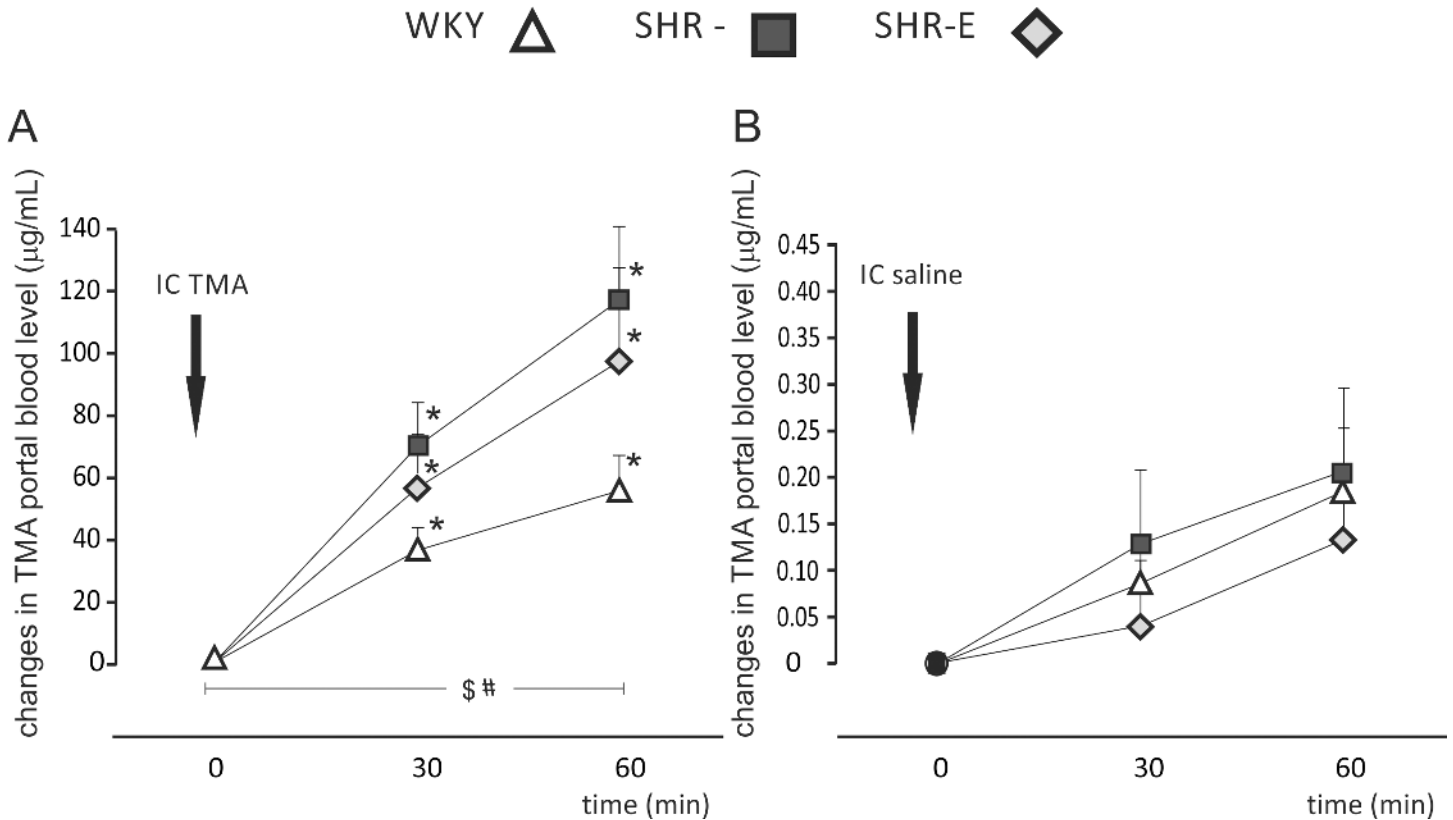 WKY SHR - SHR-E
A
changes in TMA portal blood level (µg/mL)
140
120
100
80
60
40
20
0
IC TMA
*
*
*
*
*
*
$ #
0 30 60
time (min)
B
changes in TMA portal blood level (µg/mL)
0.45
0.40
0.35
0.30
0.25
0.20
0.15
0.10
0.05
0
IC saline
0 30 60
time (min)